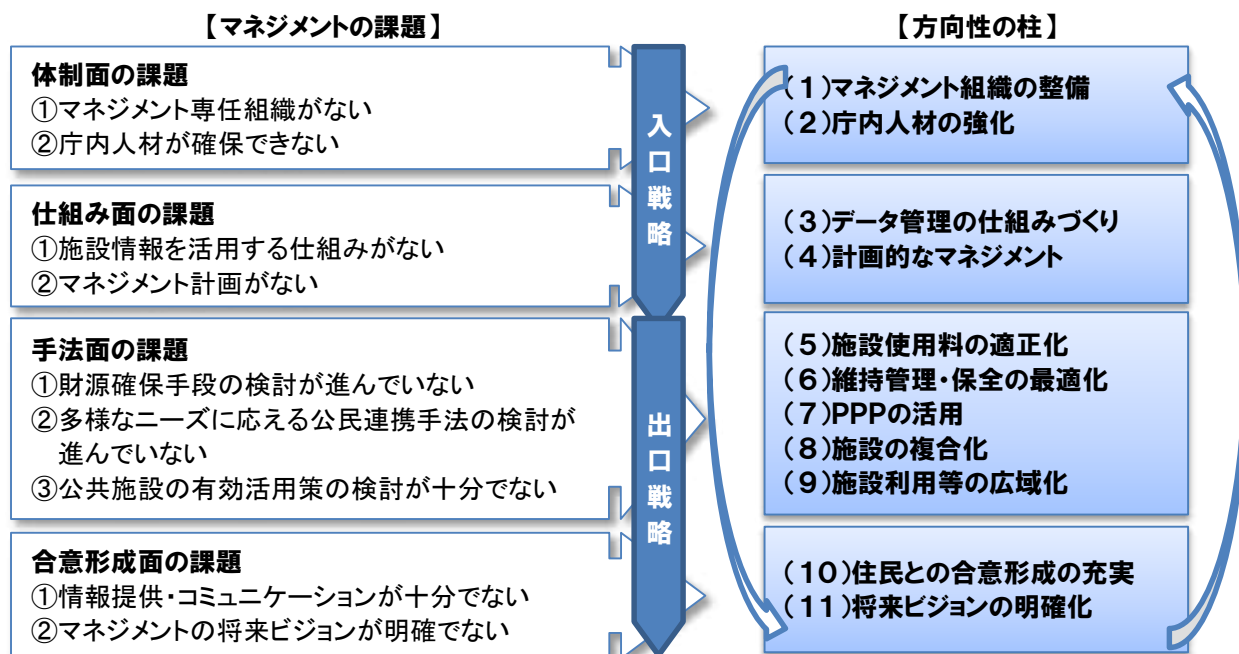 【マネジメントの課題】
体制面の課題
①マネジメント専任組織がない
②庁内人材が確保できない
仕組み面の課題
①施設情報を活用する仕組みがない
②マネジメント計画がない
手法面の課題
①財源確保手段の検討が進んでいない
②多様なニーズに応える公民連携手法の検討が
進んでいない
③公共施設の有効活用策の検討が十分でない
合意形成面の課題
①情報提供・コミュニケーションが十分でない
②マネジメントの将来ビジョンが明確でない
入口戦略
出口戦略
【方向性の柱】
(1)マネジメント組織の整備
(2)庁内人材の強化
(3)データ管理の仕組みづくり
(4)計画的なマネジメント
(5)施設使用料の適正化
(6)維持管理・保全の最適化
(7)PPPの活用
(8)施設の複合化
(9)施設利用等の広域化
(10)住民との合意形成の充実
(11)将来ビジョンの明確化